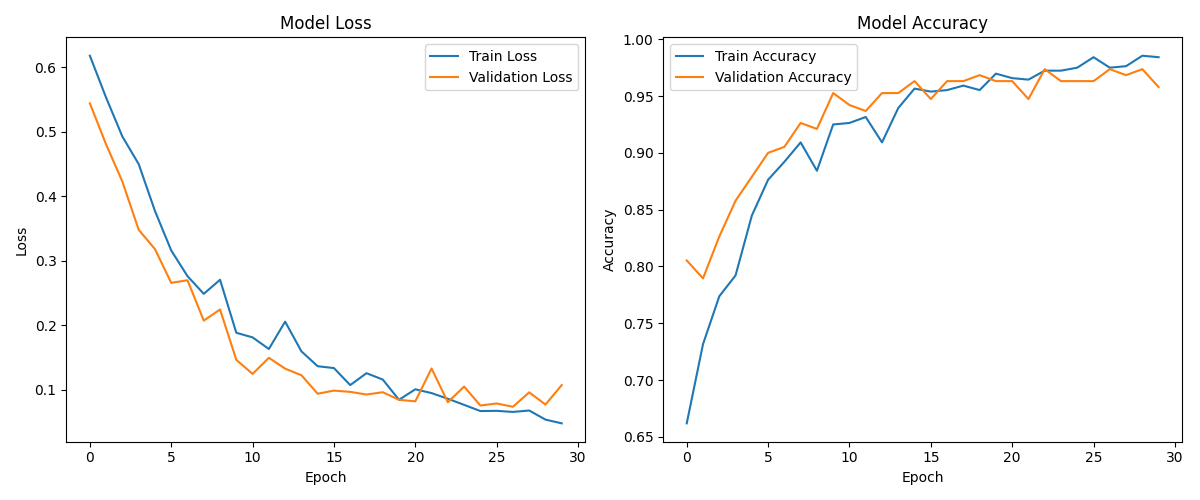 Model Loss
Train Loss
Validation Loss
0.6
0.5
0.4
0.3
0.2
0.1
Loss
0 5 10 15 20 25 30
Epoch
Model Accuracy
Train Accuracy
Validation Accuracy
1.00
0.95
0.90
0.85
0.80
0.75
0.70
0.65
Accuracy
0 5 10 15 20 25 30
Epoch